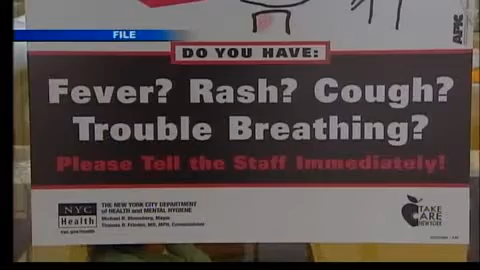 FILE
DO YOU HAVE:
Fever? Rash? Cough?
Trouble Breathing?
Please Tell the Staff Immediately!
NYC
Health
nyc.gov/health
THE NEW YORK CITY DEPARTMENT
of HEALTH and MENTAL HYGIENE
Michael R. Bloomberg, Mayor
Thomas R. Frieden, MD, MPH, Commissioner
TAKE
CARE
NEW YORK